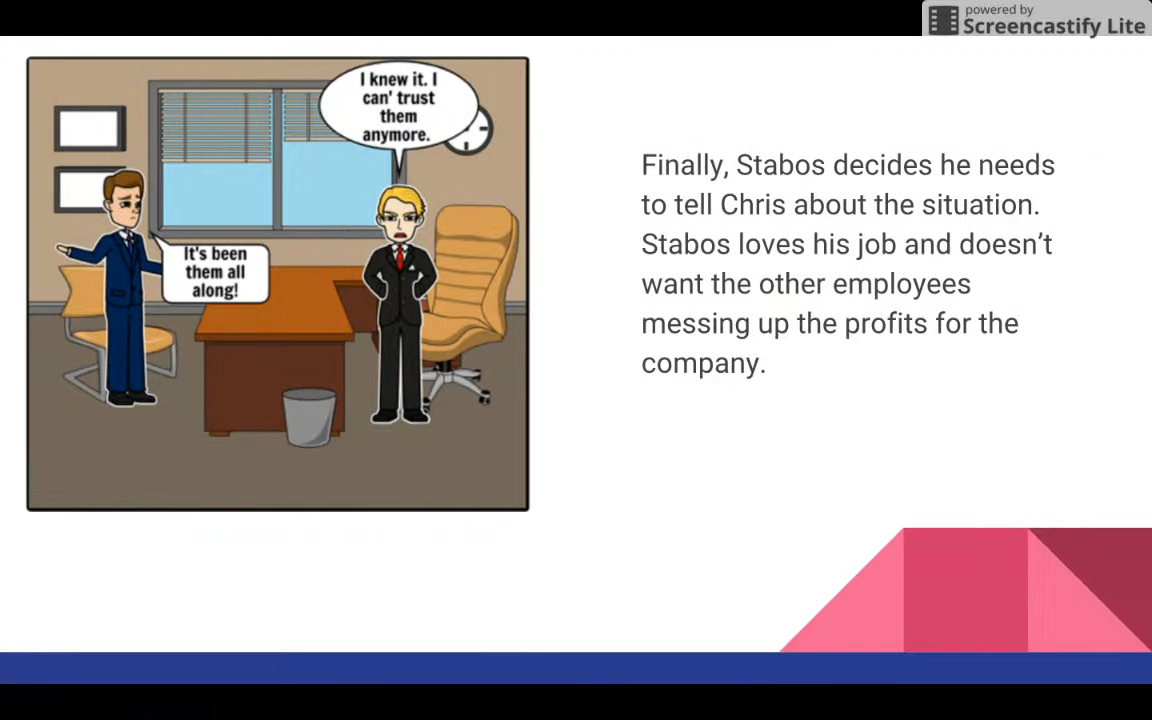 powered by
Screencastify Lite
I knew it. I
can' trust
them
anymore.
It's been
them all
along!
Finally, Stabos decides he needs
to tell Chris about the situation.
Stabos loves his job and doesn’t
want the other employees
messing up the profits for the
company.